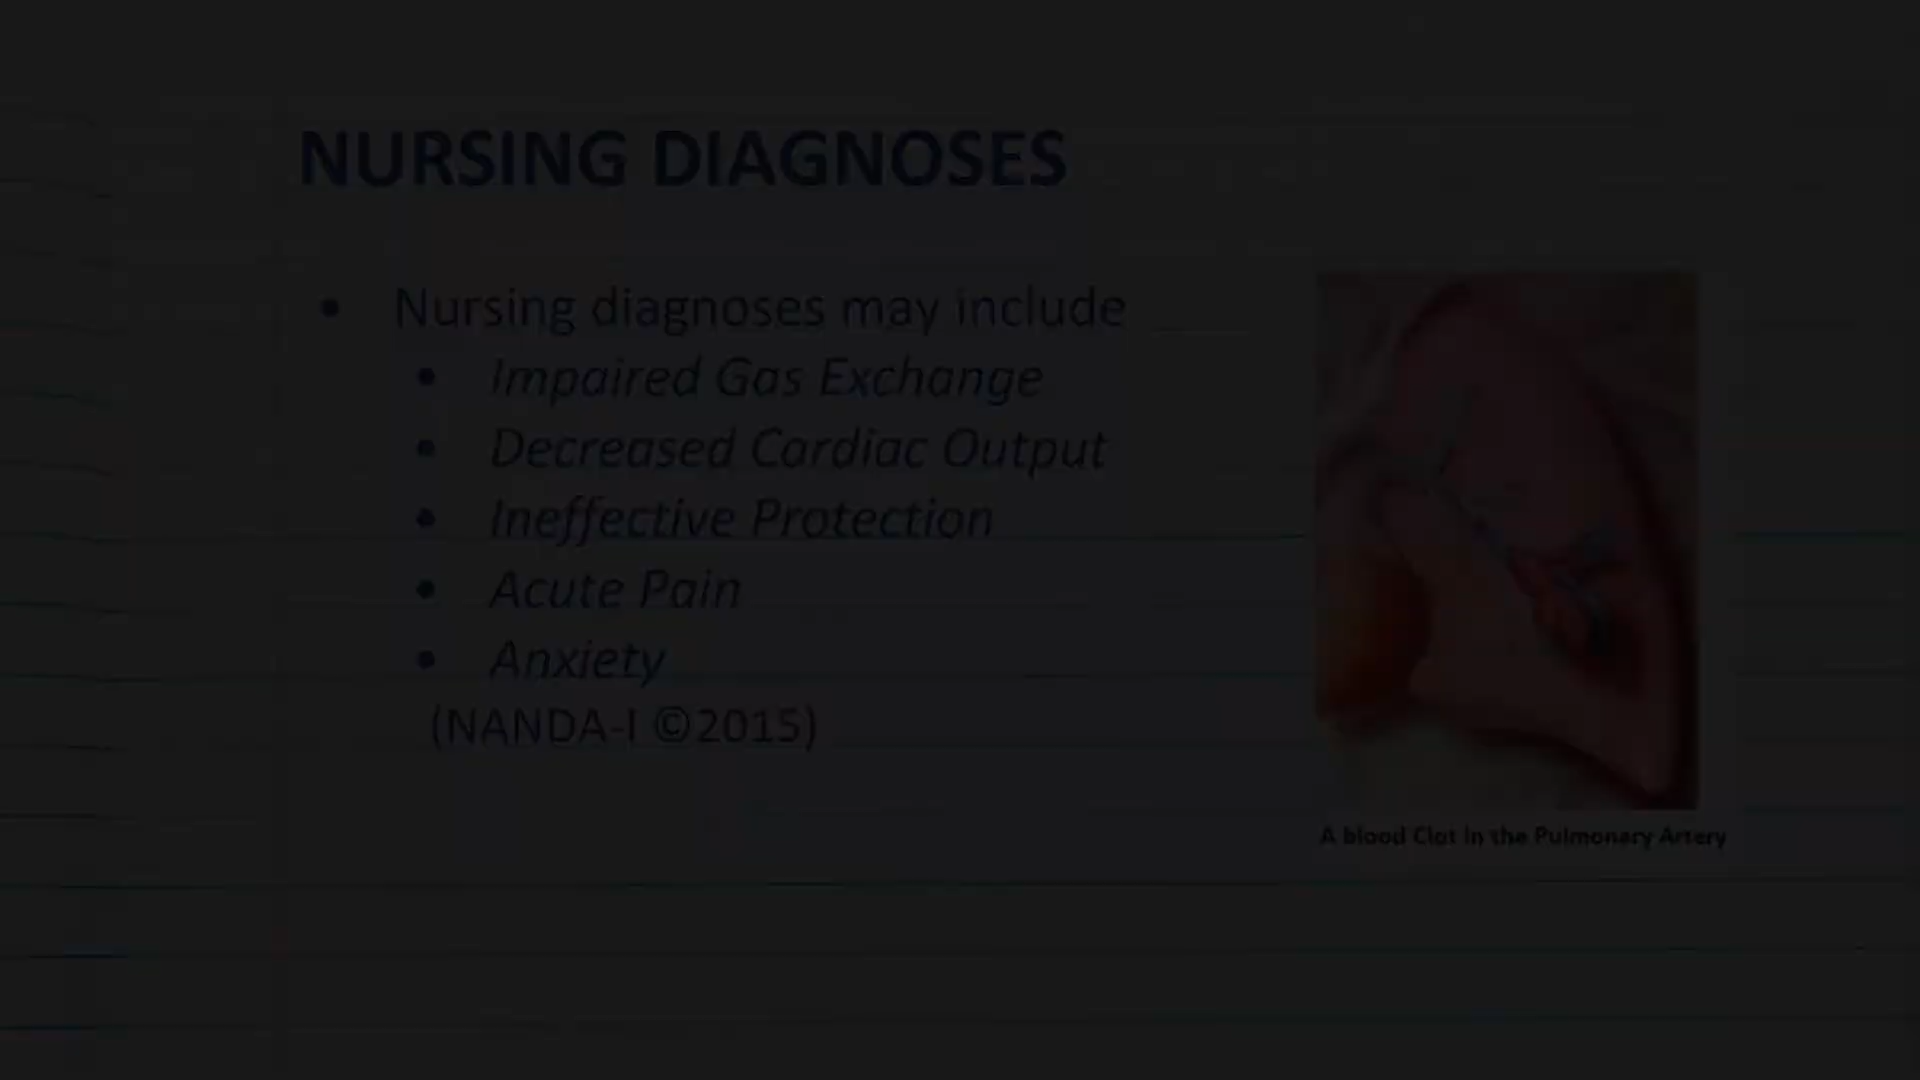 NURSING DIAGNOSES
• Nursing diagnoses may include
• Impaired Gas Exchange
• Decreased Cardiac Output
• Ineffective Protection
• Acute Pain
• Anxiety
(NANDA-I ©2015)
A blood Clot in the Pulmonary Artery